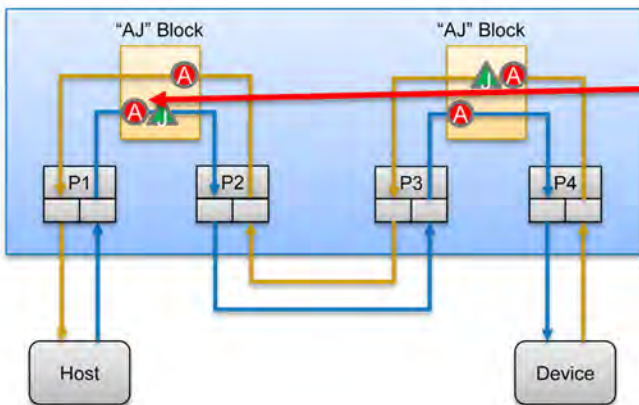 “AJ” Block “AJ” Block
A J A
A J A
P1 P2 P3 P4
Host Device